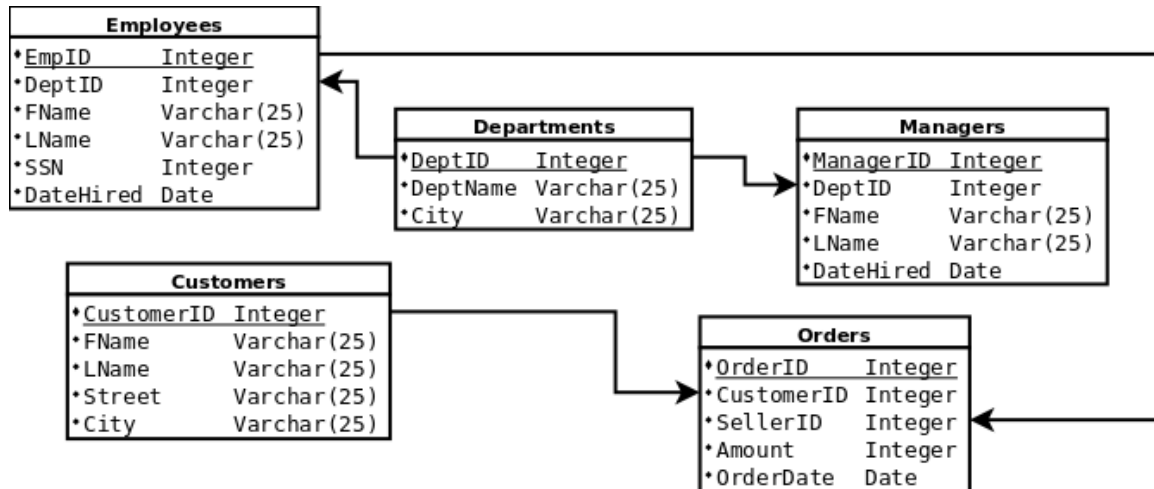 Employees
EmpID Integer
DeptID Integer
FName Varchar(25)
LName Varchar(25)
SSN Integer
DateHired Date
Departments
DeptID Integer
DeptName Varchar(25)
City Varchar(25)
Managers
ManagerID Integer
DeptID Integer
FName Varchar(25)
LName Varchar(25)
DateHired Date
Customers
CustomerID Integer
FName Varchar(25)
LName Varchar(25)
Street Varchar(25)
City Varchar(25)
Orders
OrderID Integer
CustomerID Integer
SellerID Integer
Amount Integer
OrderDate Date